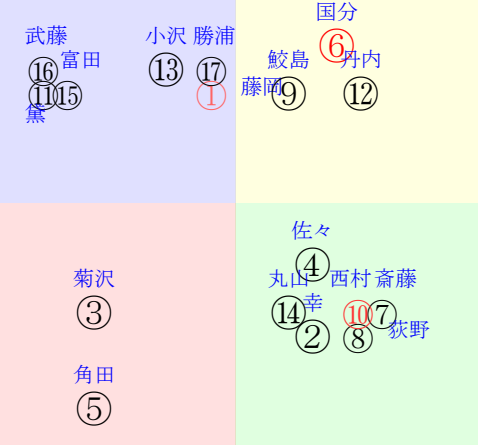 国分
⑥
武藤
小沢 勝浦
富田
鮫島 丹内
⑯
⑬ ⑰
藤岡
⑪⑮
①
⑨ ⑫
黛
佐々
④
菊沢
丸山 西村 斎藤
幸
③
⑭ ⑩ ⑦
荻野
② ⑧
角田
⑤